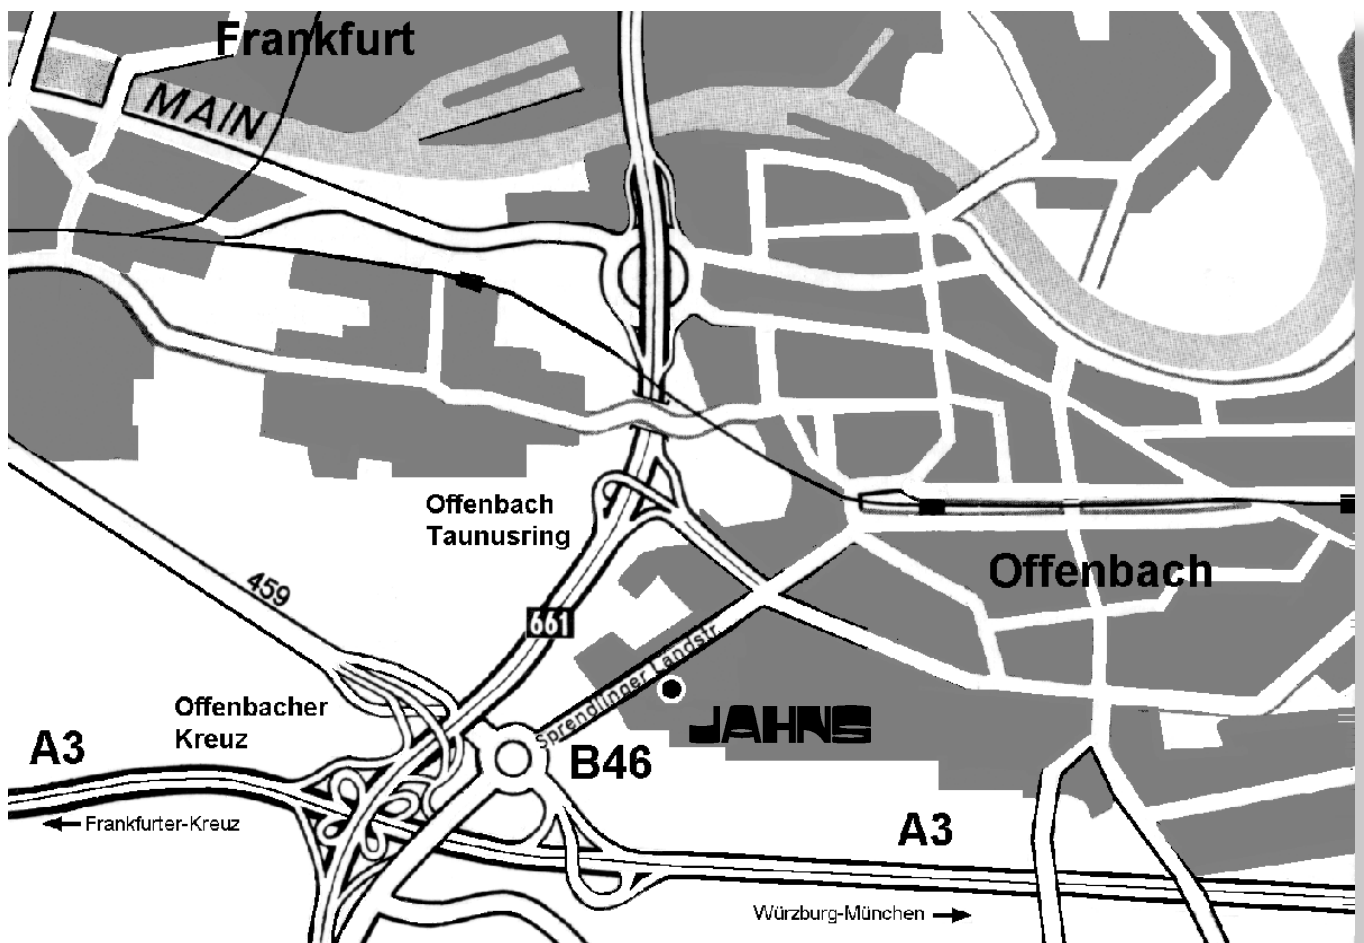 Frankfurt
MAIN
Offenbach
Taunusring
Offenbach
459
661
Sprendlinger Landstr.
Offenbacher
Kreuz
JAHNS
A3
B46
Frankfurter-Kreuz
A3
Würzburg-München